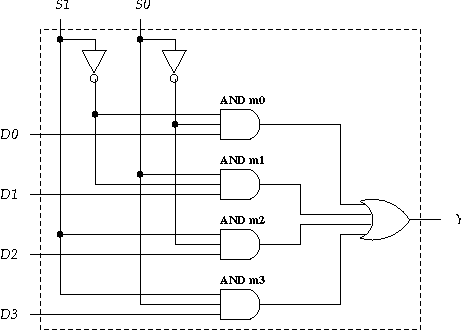 S1 S0
AND m0
D0
AND m1
D1
AND m2
Y
D2
AND m3
D3